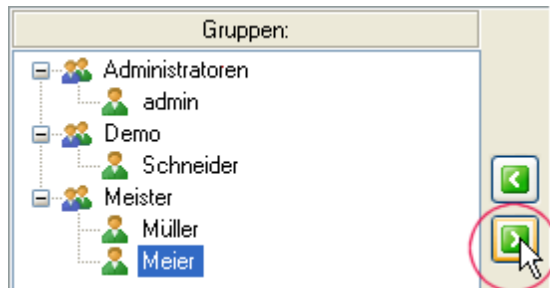 Gruppen:
Administratoren
admin
Demo
Schneider
Meister
Müller
Meier